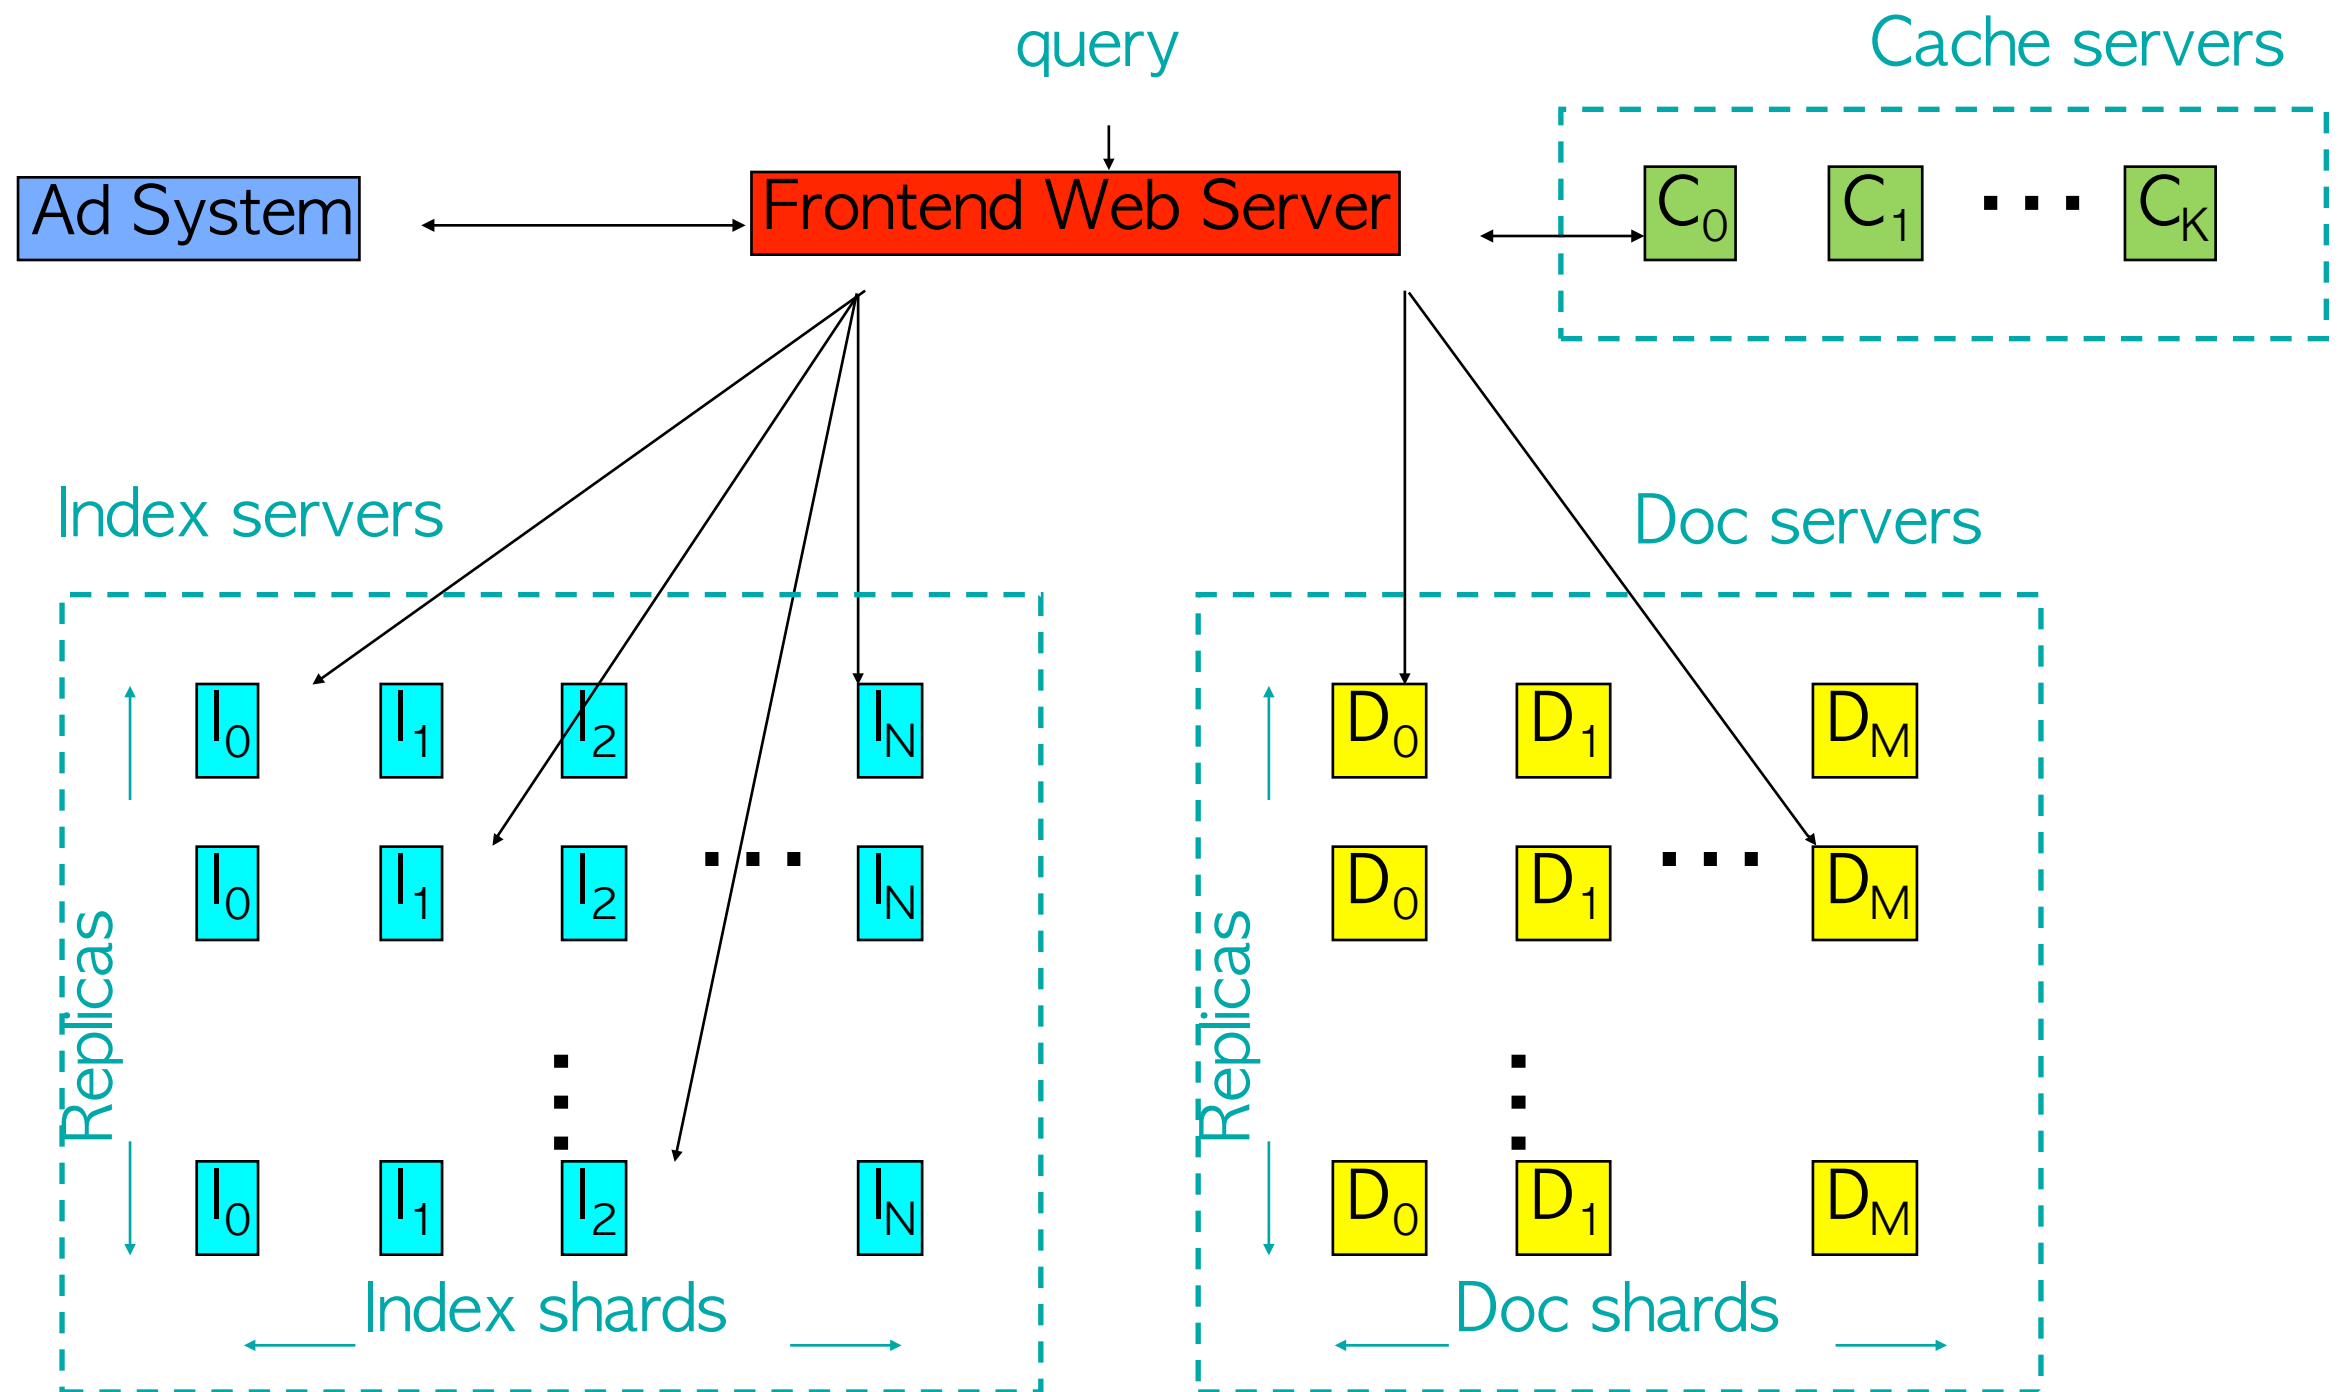 query
Cache servers
Ad System
Frontend Web Server
C0 C1 ... CK
Index servers
Doc servers
I0 I1 I2 IN
D0 D1 DM
I0 I1 I2 ... IN
D0 D1 ... DM
Replicas
Replicas
I0 I1 I2 IN
D0 D1 DM
Index shards
Doc shards